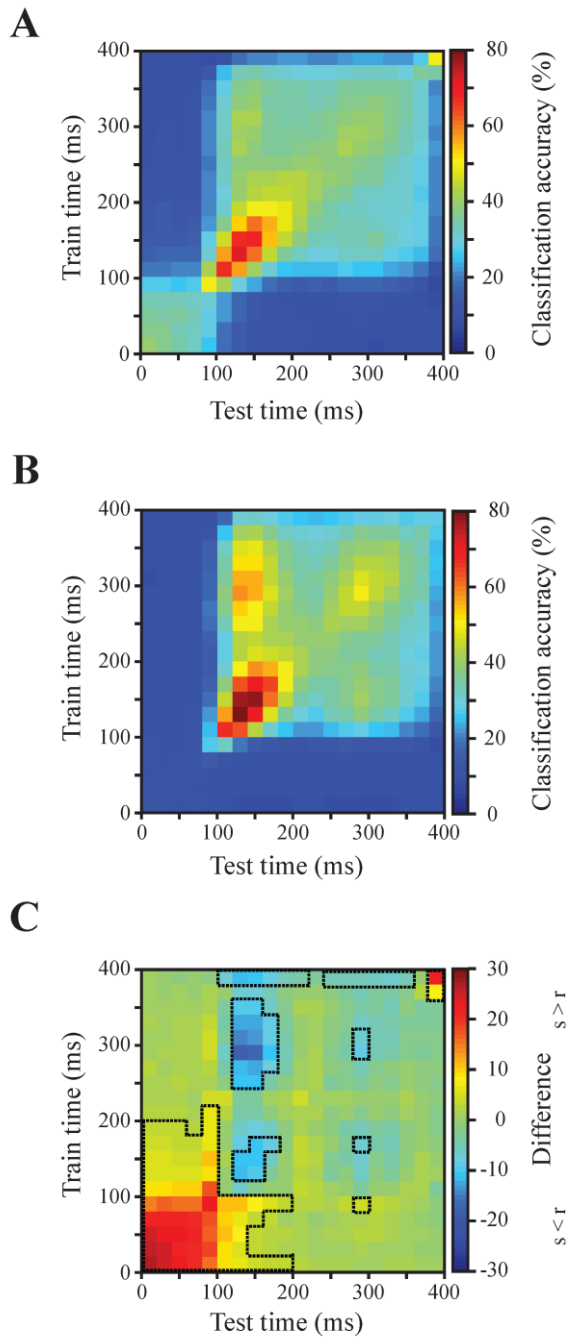 A
400
300
200
100
0
Train time (ms)
0 100 200 300 400
Test time (ms)
80
60
40
20
0
Classification accuracy (%)
B
400
300
200
100
0
Train time (ms)
0 100 200 300 400
Test time (ms)
80
60
40
20
0
Classification accuracy (%)
C
400
300
200
100
0
Train time (ms)
0 100 200 300 400
Test time (ms)
30
20
10
0
-10
-20
-30
Difference
s > r
s < r